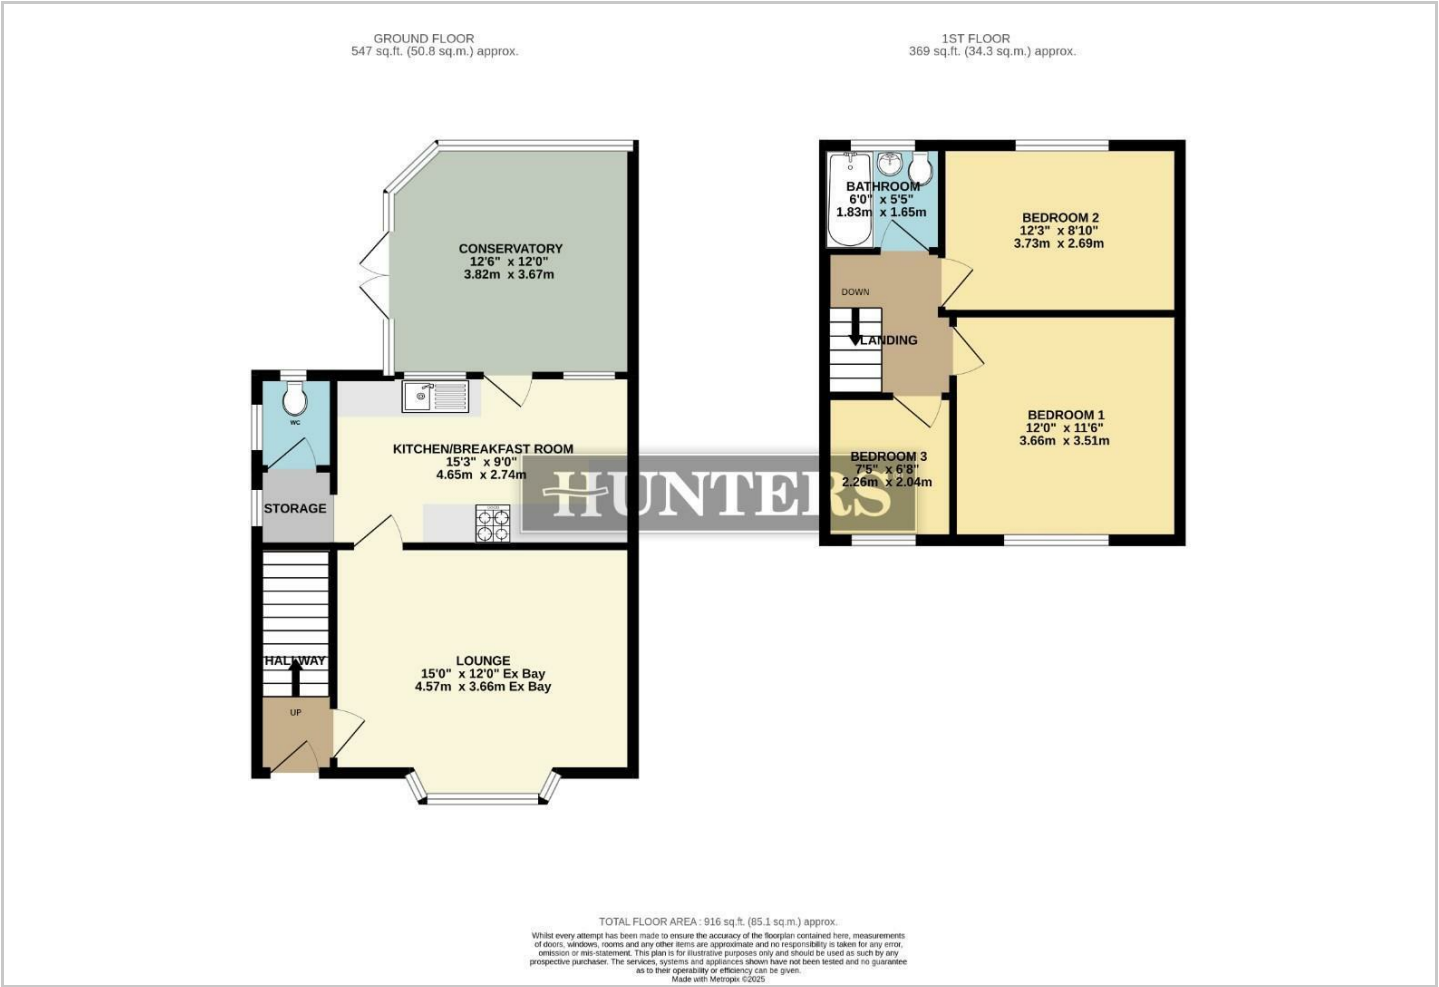 GROUND FLOOR
547 sq.ft. (50.8 sq.m.) approx.
1ST FLOOR
369 sq.ft. (34.3 sq.m.) approx.
CONSERVATORY
12'6" x 12'0"
3.82m x 3.67m
WC
STORAGE
KITCHEN/BREAKFAST ROOM
15'3" x 9'0"
4.65m x 2.74m
HALLWAY
UP
LOUNGE
15'0" x 12'0" Ex Bay
4.57m x 3.66m Ex Bay
BATHROOM
6'0" x 5'5"
1.83m x 1.65m
BEDROOM 2
12'3" x 8'10"
3.73m x 2.69m
DOWN
LANDING
BEDROOM 1
12'0" x 11'6"
3.66m x 3.51m
BEDROOM 3
7'5" x 6'8"
2.26m x 2.04m
HUNTERS
TOTAL FLOOR AREA : 916 sq.ft. (85.1 sq.m.) approx.
Whilst every attempt has been made to ensure the accuracy of the floorplan contained here, measurements
of doors, windows, rooms and any other items are approximate and no responsibility is taken for any error,
omission or mis-statement. This plan is for illustrative purposes only and should be used as such by any
prospective purchaser. The services, systems and appliances shown have not been tested and no guarantee
as to their operability or efficiency can be given.
Made with Metropix ©2025